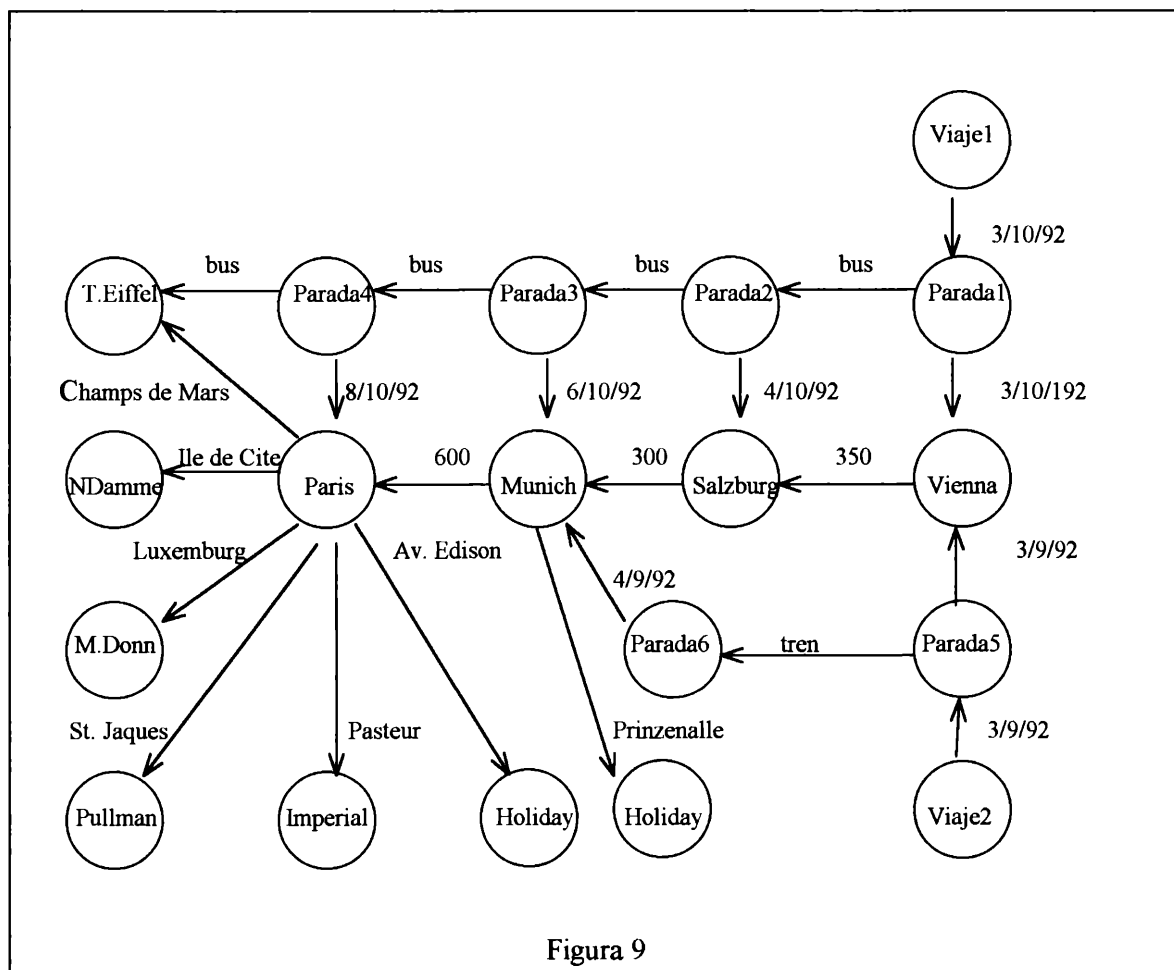 Viaje1
3/10/92
bus
bus
bus
bus
T.Eiffel
Parada4
Parada3
Parada2
Parada1
Champs de Mars
8/10/92
6/10/92
4/10/92
3/10/192
Ile de Cite
600
300
350
NDamme
Paris
Munich
Salzburg
Vienna
Luxemburg
Av. Edison
4/9/92
3/9/92
M.Donn
Parada6
tren
Parada5
St. Jaques
Pasteur
Prinzenalle
3/9/92
Pullman
Imperial
Holiday
Holiday
Viaje2
Figura 9